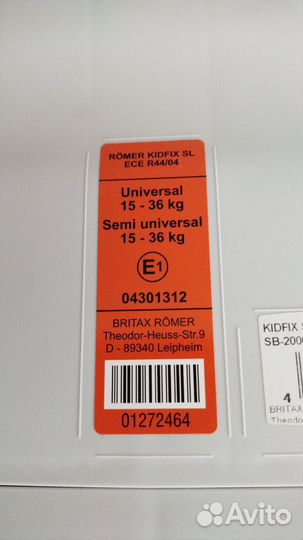 RÖMER KIDFIX SL
ECE R44/04
Universal
15 - 36 kg
Semi universal
15 - 36 kg
E1
04301312
BRITAX RÖMER
Theodor-Heuss-Str.9
D - 89340 Leipheim
01272464
KIDFIX
SB-200
4
BRITAX
Theodo
Avito